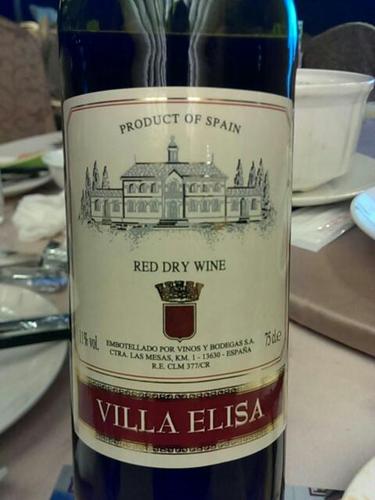 PRODUCT OF SPAIN
RED DRY WINE
11% vol.
75 cl e
EMBOTELLADO POR VINOS Y BODEGAS S.A.
CTRA. LAS MESAS, KM. 1 - 13630 - ESPAÑA
R.E. CLM 377/CR
VILLA ELISA